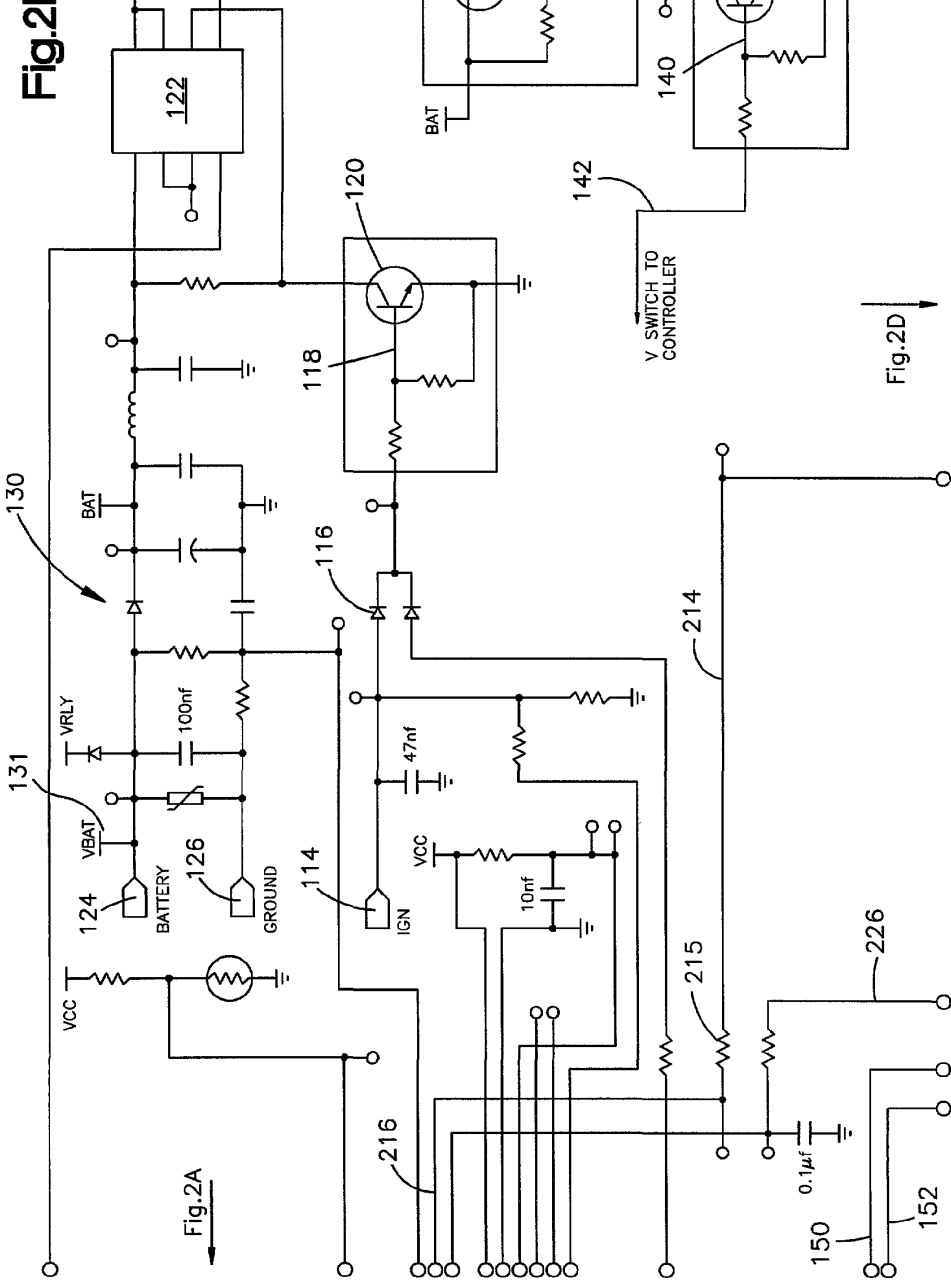 Fig.2
122
BAT
140
142
V SWITCH TO
CONTROLLER
120
118
130
BAT
116
131
VRLY
100nf
VBAT
124
BATTERY
126
GROUND
114
IGN
47nf
VCC
10nf
VCC
Fig.2A
216
214
215
226
0.1µf
150
152
Fig.2D